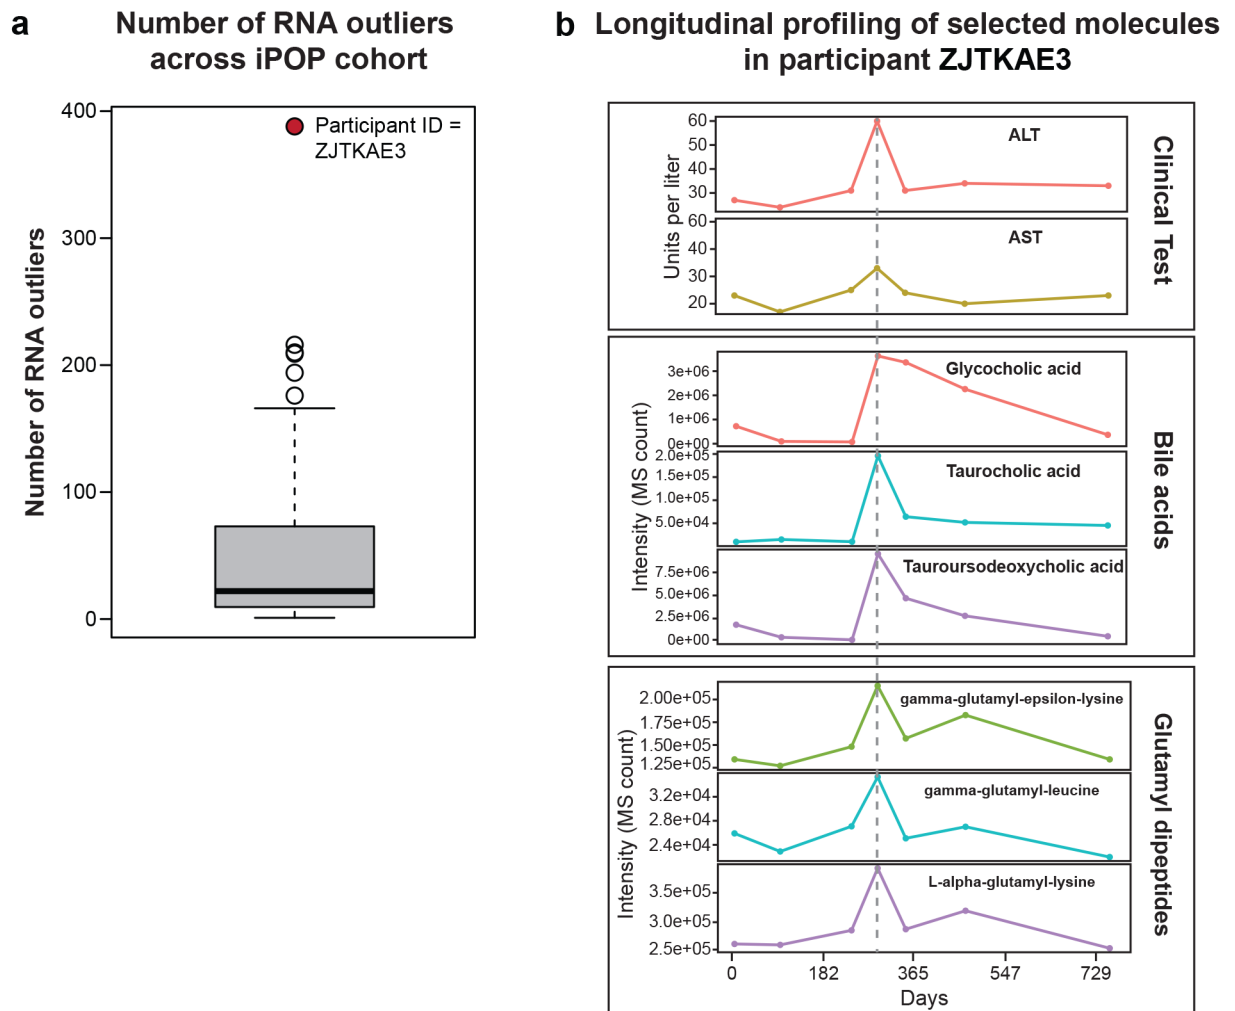 a
Number of RNA outliers
across iPOP cohort
400
300
200
100
0
Number of RNA outliers
Participant ID =
ZJTKAE3
b
Longitudinal profiling of selected molecules
in participant ZJTKAE3
Units per liter
60
50
40
30
ALT
60
40
30
20
AST
Clinical Test
Intensity (MS count)
3e+06
2e+06
1e+06
0e+00
Glycocholic acid
2.0e+05
1.5e+05
1.0e+05
5.0e+04
Taurocholic acid
7.5e+06
5.0e+06
2.5e+06
0e+00
Tauroursodeoxycholic acid
Bile acids
Intensity (MS count)
2.00e+05
1.75e+05
1.50e+05
1.25e+05
gamma-glutamyl-epsilon-lysine
3.2e+04
2.8e+04
2.4e+04
gamma-glutamyl-leucine
3.5e+05
3.0e+05
2.5e+05
L-alpha-glutamyl-lysine
Glutamyl dipeptides
0 182 365 547 729
Days